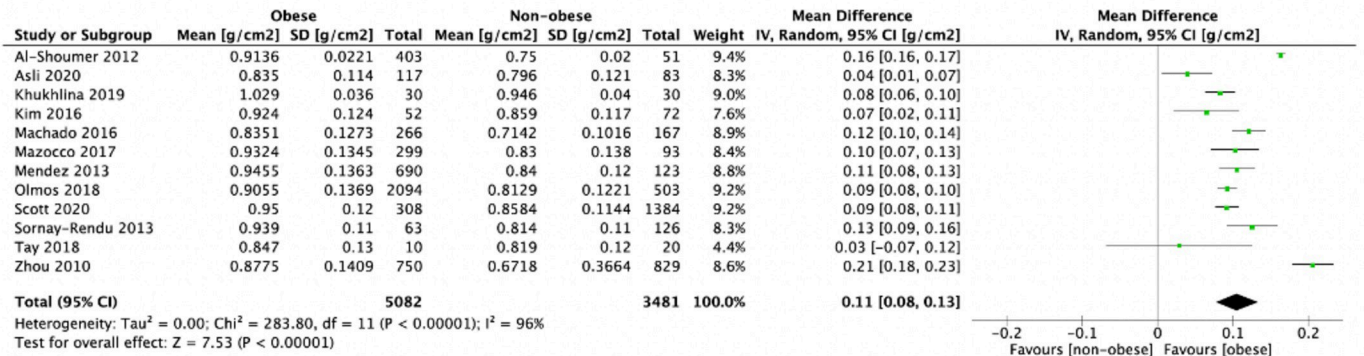 Obese Non-obese Mean Difference Mean Difference
Study or Subgroup Mean [g/cm2] SD [g/cm2] Total Mean [g/cm2] SD [g/cm2] Total Weight IV, Random, 95% CI [g/cm2] IV, Random, 95% CI [g/cm2]
Al-Shoumer 2012 0.9136 0.0221 403 0.75 0.02 51 9.4% 0.16 [0.16, 0.17]
Asli 2020 0.835 0.114 117 0.796 0.121 83 8.3% 0.04 [0.01, 0.07]
Khukhlina 2019 1.029 0.036 30 0.946 0.04 30 9.0% 0.08 [0.06, 0.10]
Kim 2016 0.924 0.124 52 0.859 0.117 72 7.6% 0.07 [0.02, 0.11]
Machado 2016 0.8351 0.1273 266 0.7142 0.1016 167 8.9% 0.12 [0.10, 0.14]
Mazocco 2017 0.9324 0.1345 299 0.83 0.138 93 8.4% 0.10 [0.07, 0.13]
Mendez 2013 0.9455 0.1363 690 0.84 0.12 123 8.8% 0.11 [0.08, 0.13]
Olmos 2018 0.9055 0.1369 2094 0.8129 0.1221 503 9.2% 0.09 [0.08, 0.10]
Scott 2020 0.95 0.12 308 0.8584 0.1144 1384 9.2% 0.09 [0.08, 0.11]
Sornay-Rendu 2013 0.939 0.11 63 0.814 0.11 126 8.3% 0.13 [0.09, 0.16]
Tay 2018 0.847 0.13 10 0.819 0.12 20 4.4% 0.03 [−0.07, 0.12]
Zhou 2010 0.8775 0.1409 750 0.6718 0.3664 829 8.6% 0.21 [0.18, 0.23]
Total (95% CI) 5082 3481 100.0% 0.11 [0.08, 0.13]
Heterogeneity: Tau² = 0.00; Chi² = 283.80, df = 11 (P < 0.00001); I² = 96%
Test for overall effect: Z = 7.53 (P < 0.00001)
−0.2 −0.1 0 0.1 0.2
Favours [non-obese] Favours [obese]